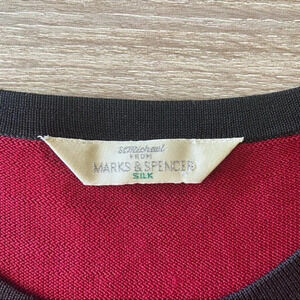 St Michael
FROM
MARKS & SPENCER
SILK